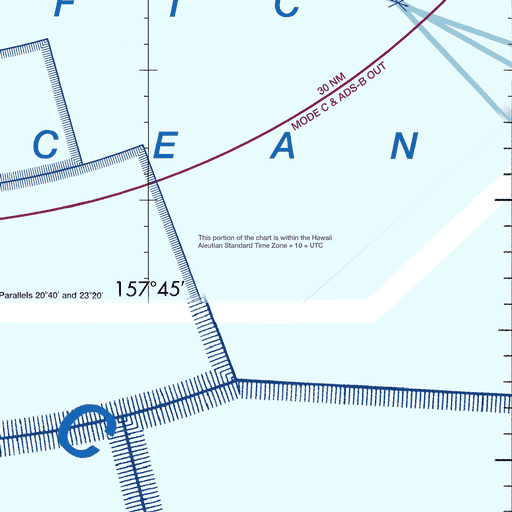 F I C
30 NM
MODE C & ADS-B OUT
C E A N
This portion of the chart is within the Hawaii
Aleutian Standard Time Zone + 10 = UTC
157°45'
Parallels 20°40' and 23°20'
C